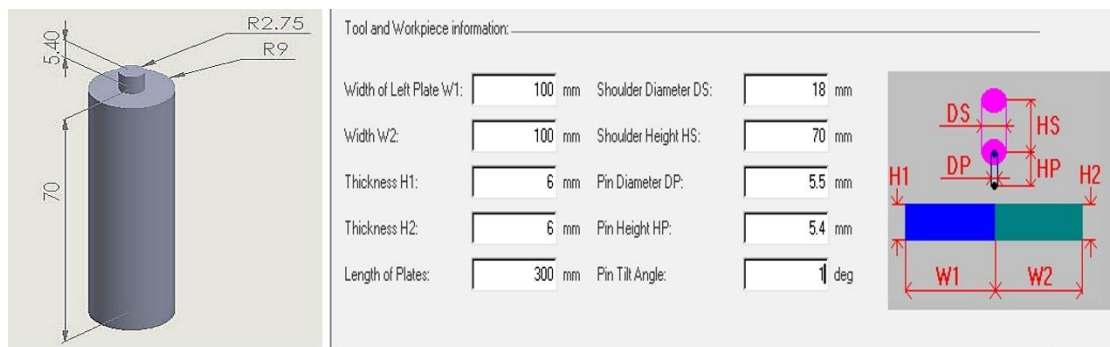 R2.75
R9
5.40
70
Tool and Workpiece information:
Width of Left Plate W1: 100 mm Shoulder Diameter DS: 18 mm
Width W2: 100 mm Shoulder Height HS: 70 mm
Thickness H1: 6 mm Pin Diameter DP: 5.5 mm
Thickness H2: 6 mm Pin Height HP: 5.4 mm
Length of Plates: 300 mm Pin Tilt Angle: 1 deg
DS HS
DP HP
H1 H2
W1 W2